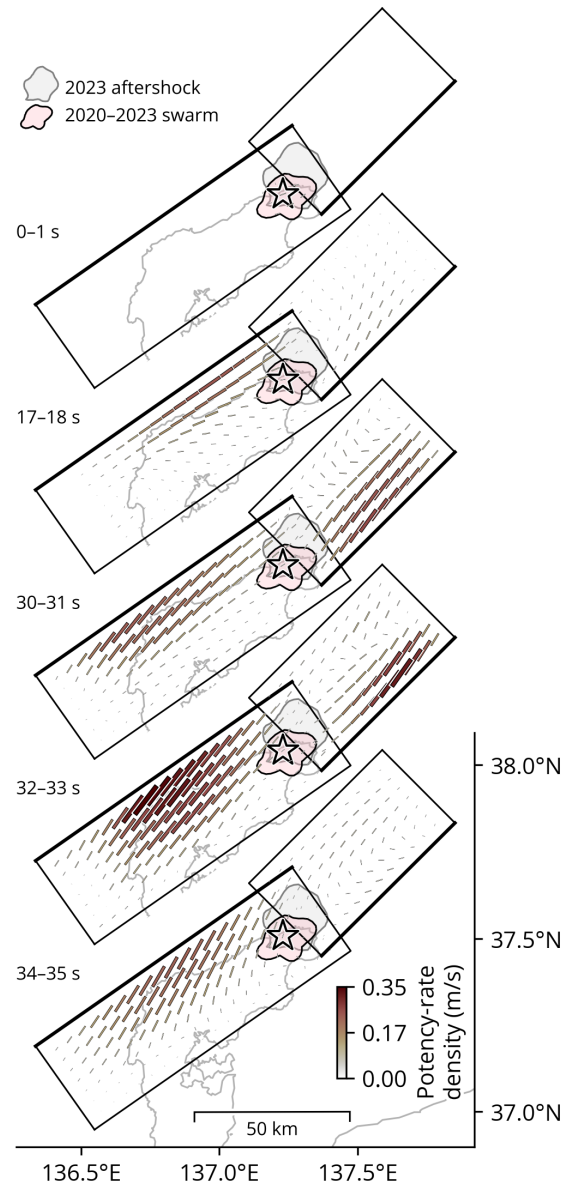 2023 aftershock
2020–2023 swarm
0–1 s
17–18 s
30–31 s
32–33 s
38.0°N
37.5°N
34–35 s
0.35
0.17
0.00
Potency-rate
density (m/s)
50 km
37.0°N
136.5°E
137.0°E
137.5°E